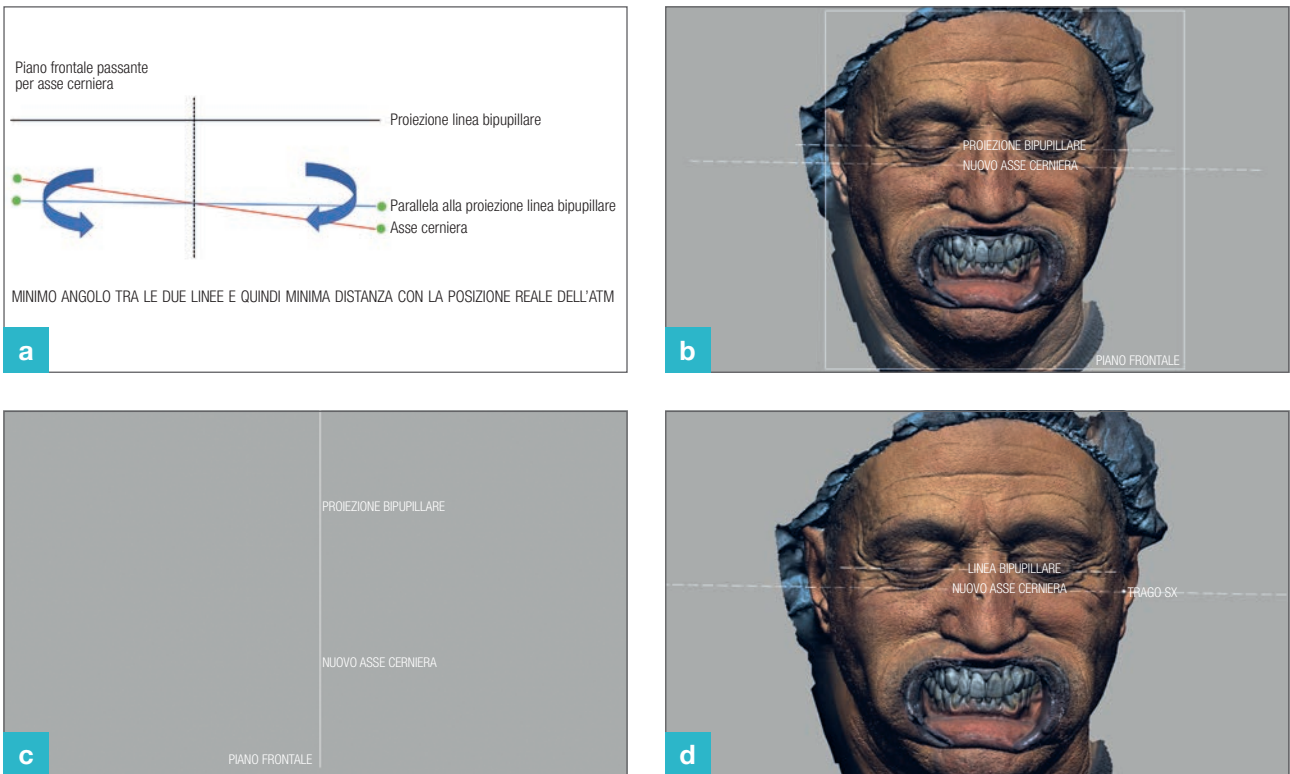 Piano frontale passante
per asse cerniera
Proiezione linea bipupillare
Parallela alla proiezione linea bipupillare
Asse cerniera
MINIMO ANGOLO TRA LE DUE LINEE E QUINDI MINIMA DISTANZA CON LA POSIZIONE REALE DELL'ATM
a
PROIEZIONE BIPUPILLARE
NUOVO ASSE CERNIERA
PIANO FRONTALE
b
PROIEZIONE BIPUPILLARE
NUOVO ASSE CERNIERA
PIANO FRONTALE
c
LINEA BIPUPILLARE
NUOVO ASSE CERNIERA
TRAGO SX
d